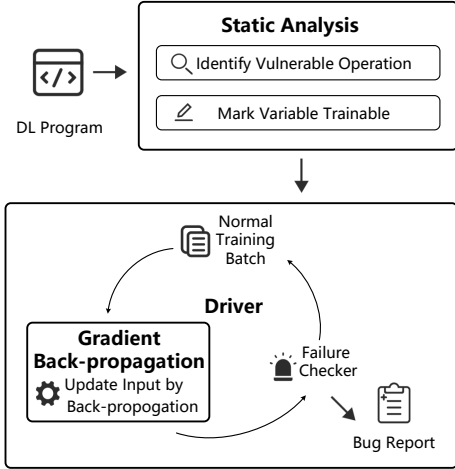 Static Analysis
Identify Vulnerable Operation
Mark Variable Trainable
</>
DL Program
Normal
Training
Batch
Driver
Gradient
Back-propagation
Update Input by
Back-propogation
Failure
Checker
Bug Report